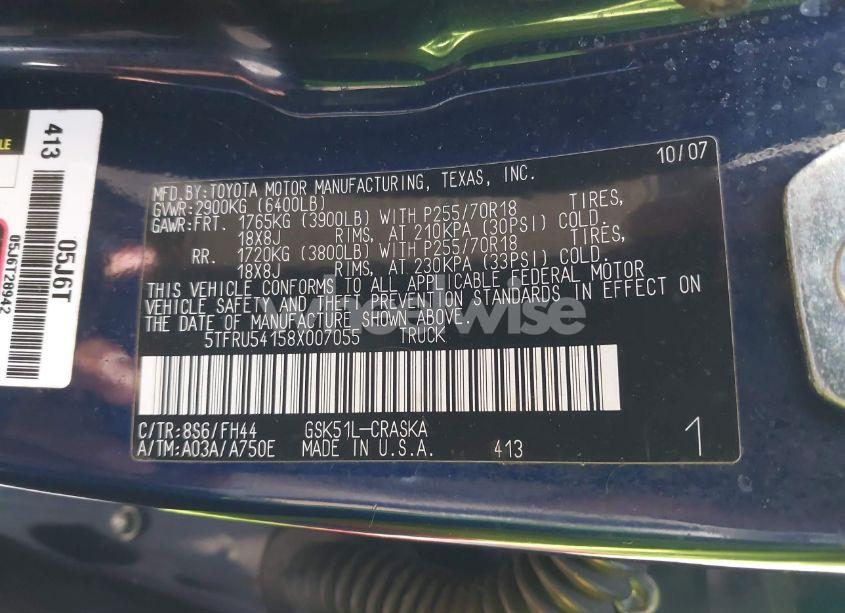 10/07
MFD.BY:TOYOTA MOTOR MANUFACTURING, TEXAS, INC.
GVWR:2900KG (6400LB)
GAWR:FRT. 1765KG (3900LB) WITH P255/70R18 TIRES,
18X8J RIMS, AT 210KPA (30PSI) COLD.
RR. 1720KG (3800LB) WITH P255/70R18 TIRES,
18X8J RIMS, AT 230KPA (33PSI) COLD.
THIS VEHICLE CONFORMS TO ALL APPLICABLE FEDERAL MOTOR
VEHICLE SAFETY AND THEFT PREVENTION STANDARDS IN EFFECT ON
THE DATE OF MANUFACTURE SHOWN ABOVE.
5TFRU54158X007055 TRUCK
C/TR:8S6/FH44 GSK51L-CRASKA
A/TM:A03A/A750E MADE IN U.S.A. 413
1
413
05J6T
05J6T28942
wheelwise